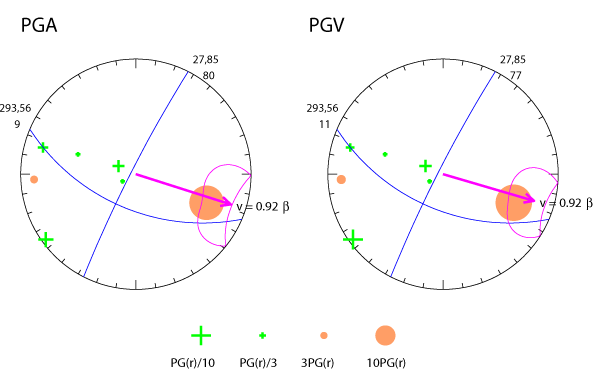 PGA
PGV
27,85
80
27,85
77
293,56
9
293,56
11
v = 0.92 β
v = 0.92 β
PG(r)/10
PG(r)/3
3PG(r)
10PG(r)